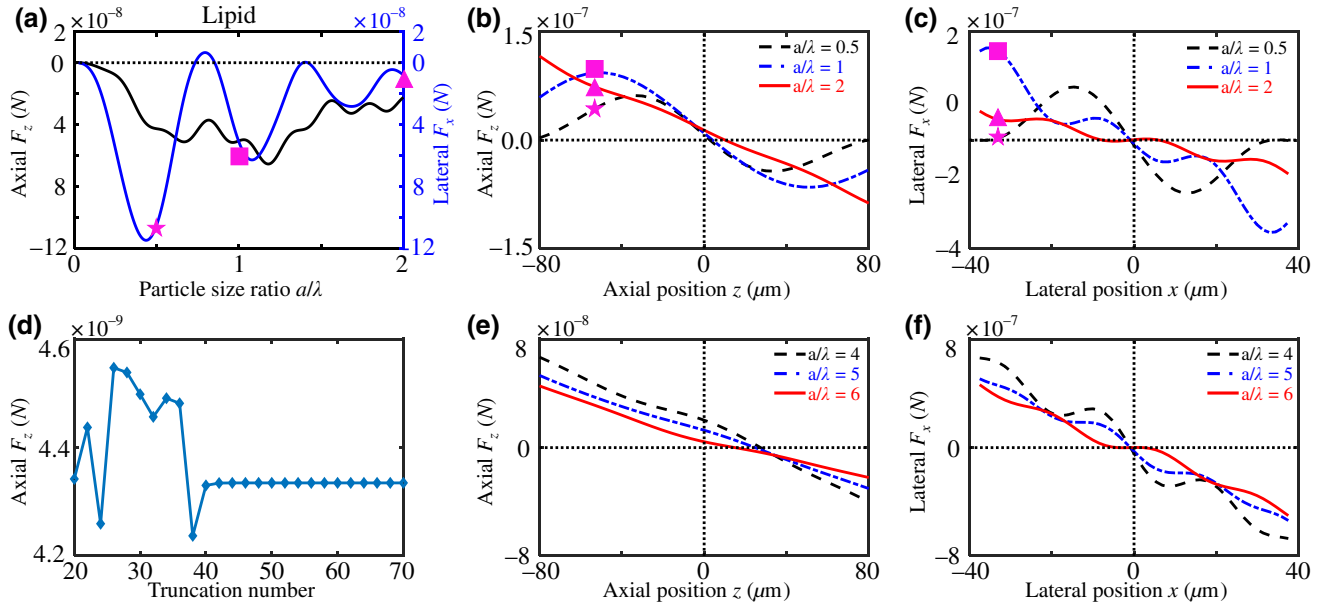 (a)
Lipid
×10⁻⁸
×10⁻⁸
2
0
4
8
−12
2
0
4
8
12
Axial F_z (N)
Lateral F_x (N)
0
1
2
Particle size ratio a/λ
(b)
×10⁻⁷
1.5
0.0
−1.5
Axial F_z (N)
a/λ = 0.5
a/λ = 1
a/λ = 2
−80
0
80
Axial position z (μm)
(c)
×10⁻⁷
2
0
−2
−4
Lateral F_x (N)
a/λ = 0.5
a/λ = 1
a/λ = 2
−40
0
40
Lateral position x (μm)
(d)
×10⁻⁹
4.6
4.4
4.2
Axial F_z (N)
20
30
40
50
60
70
Truncation number
(e)
×10⁻⁸
8
0
−8
Axial F_z (N)
a/λ = 4
a/λ = 5
a/λ = 6
−80
0
80
Axial position z (μm)
(f)
×10⁻⁷
8
0
−8
Lateral F_x (N)
a/λ = 4
a/λ = 5
a/λ = 6
−40
0
40
Lateral position x (μm)